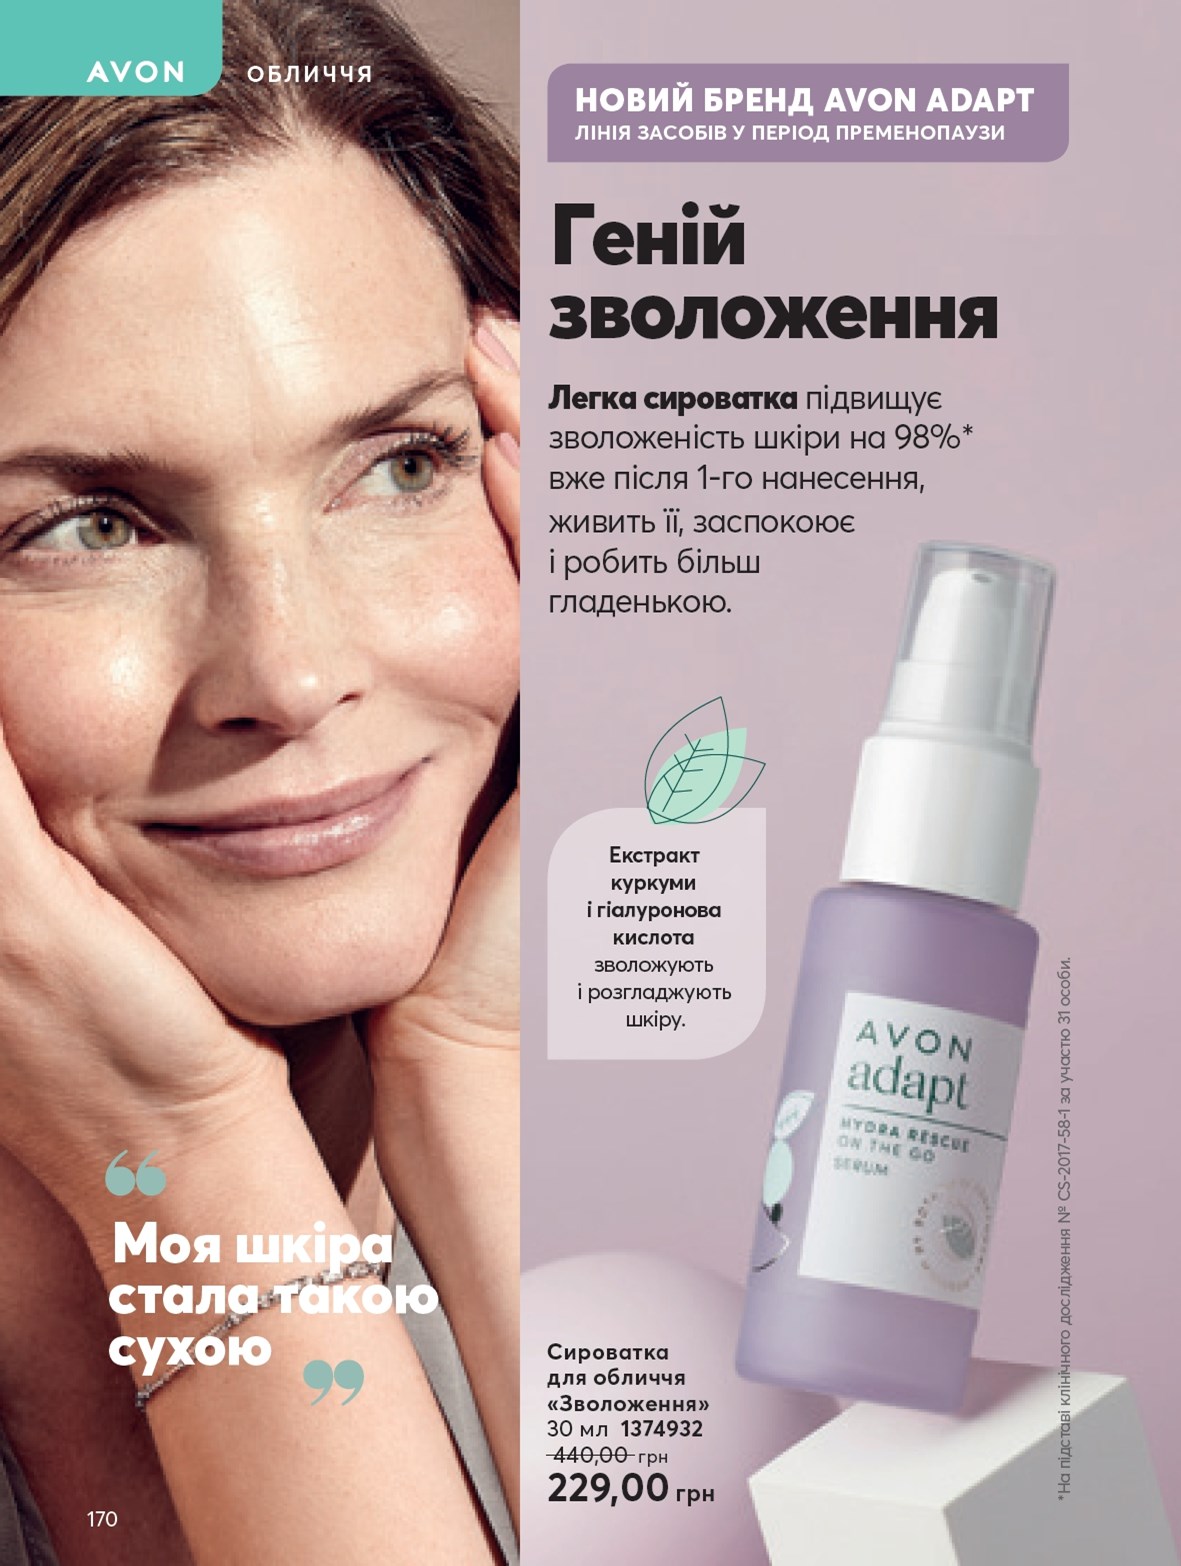 AVON
ОБЛИЧЧЯ
НОВИЙ БРЕНД AVON ADAPT
ЛІНІЯ ЗАСОБІВ У ПЕРІОД ПРЕМЕНОПАУЗИ
Геній
зволоження
Легка сироватка підвищує
зволоженість шкіри на 98%*
вже після 1-го нанесення,
живить її, заспокоює
і робить більш
гладенькою.
Екстракт
куркуми
і гіалуронова
кислота
зволожують
і розгладжують
шкіру.
AVON
adapt
HYDRA RESCUE
ON THE GO
SERUM
*На підставі клінічного дослідження № CS-2017-58-1 за участю 31 особи.
“
Моя шкіра
стала такою
сухою
”
Сироватка
для обличчя
«Зволоження»
30 мл 1374932
440,00 грн
229,00 грн
170